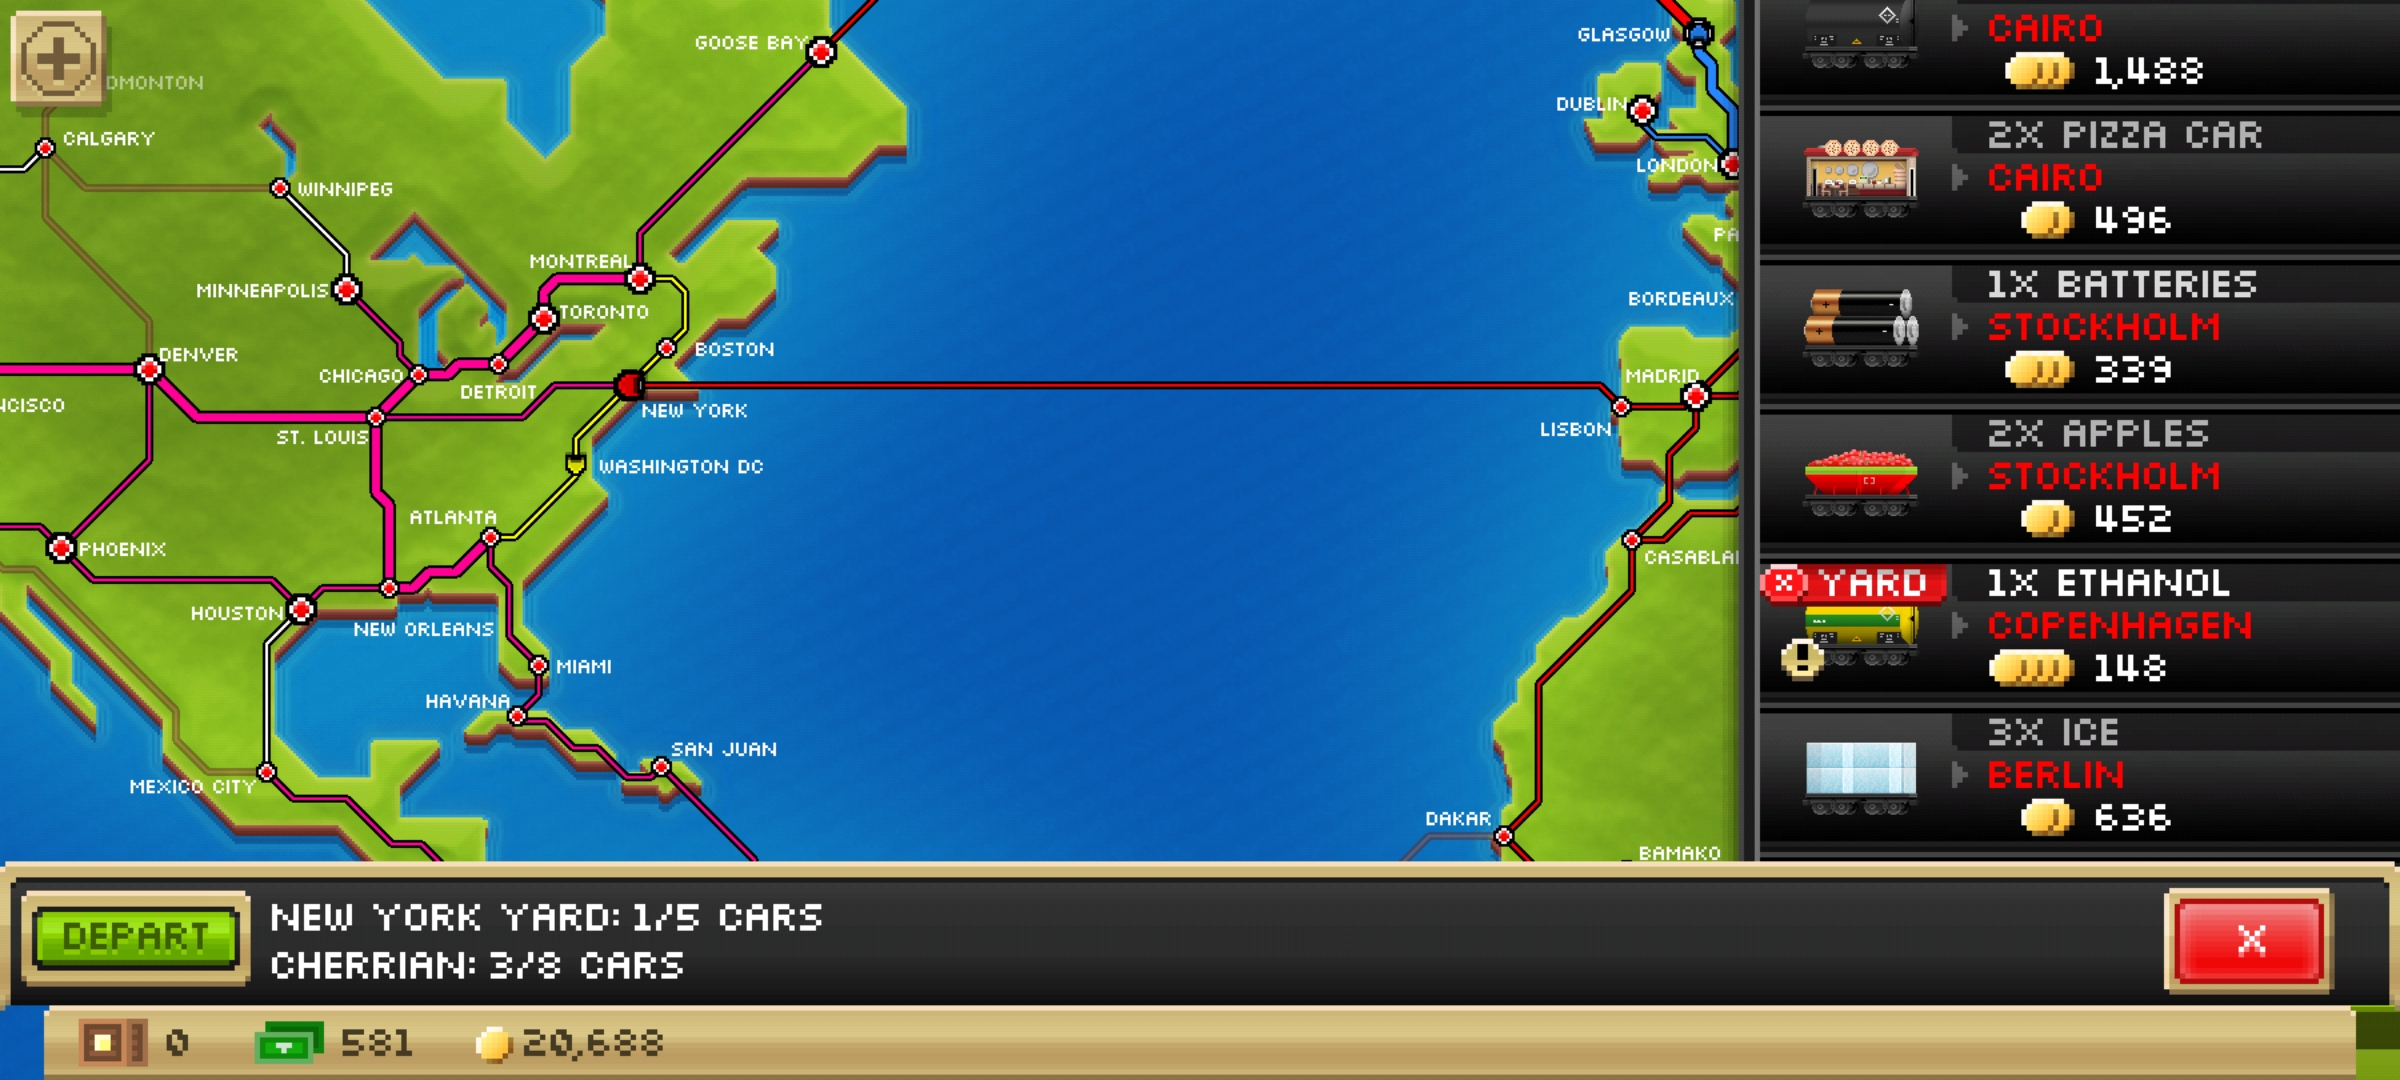 GOOSE BAY
GLASGOW
DMONTON
DUBLIN
CALGARY
LONDON
WINNIPEG
PA
MONTREAL
MINNEAPOLIS
BORDEAUX
TORONTO
BOSTON
DENVER
CHICAGO
DETROIT
MADRID
NCISCO
NEW YORK
ST. LOUIS
LISBON
WASHINGTON DC
ATLANTA
PHOENIX
CASABLA
HOUSTON
NEW ORLEANS
MIAMI
HAVANA
SAN JUAN
MEXICO CITY
DAKAR
BAMAKO
CAIRO
1,488
2X PIZZA CAR
CAIRO
496
1X BATTERIES
STOCKHOLM
339
2X APPLES
STOCKHOLM
452
YARD
1X ETHANOL
COPENHAGEN
148
3X ICE
BERLIN
636
DEPART
NEW YORK YARD: 1/5 CARS
CHERRIAN: 3/8 CARS
X
0
581
20,688